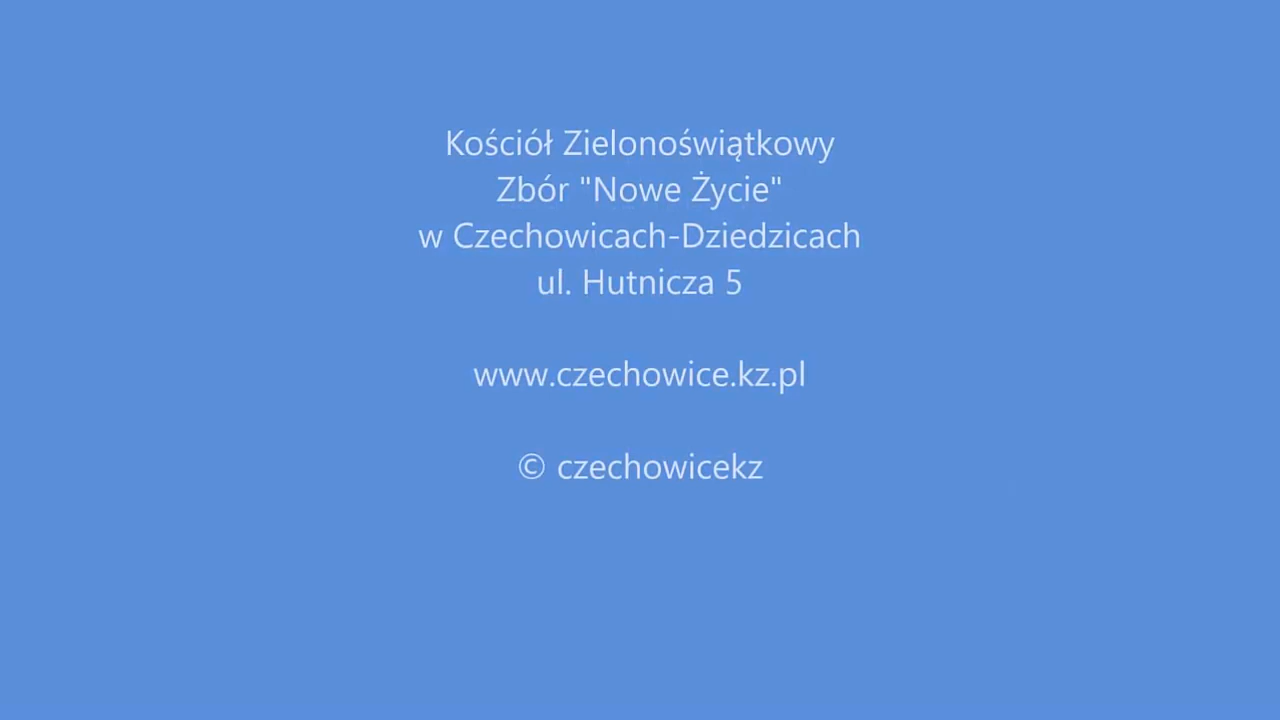 Kościół Zielonoświątkowy
Zbór "Nowe Życie"
w Czechowicach-Dziedzicach
ul. Hutnicza 5
www.czechowice.kz.pl
© czechowicekz